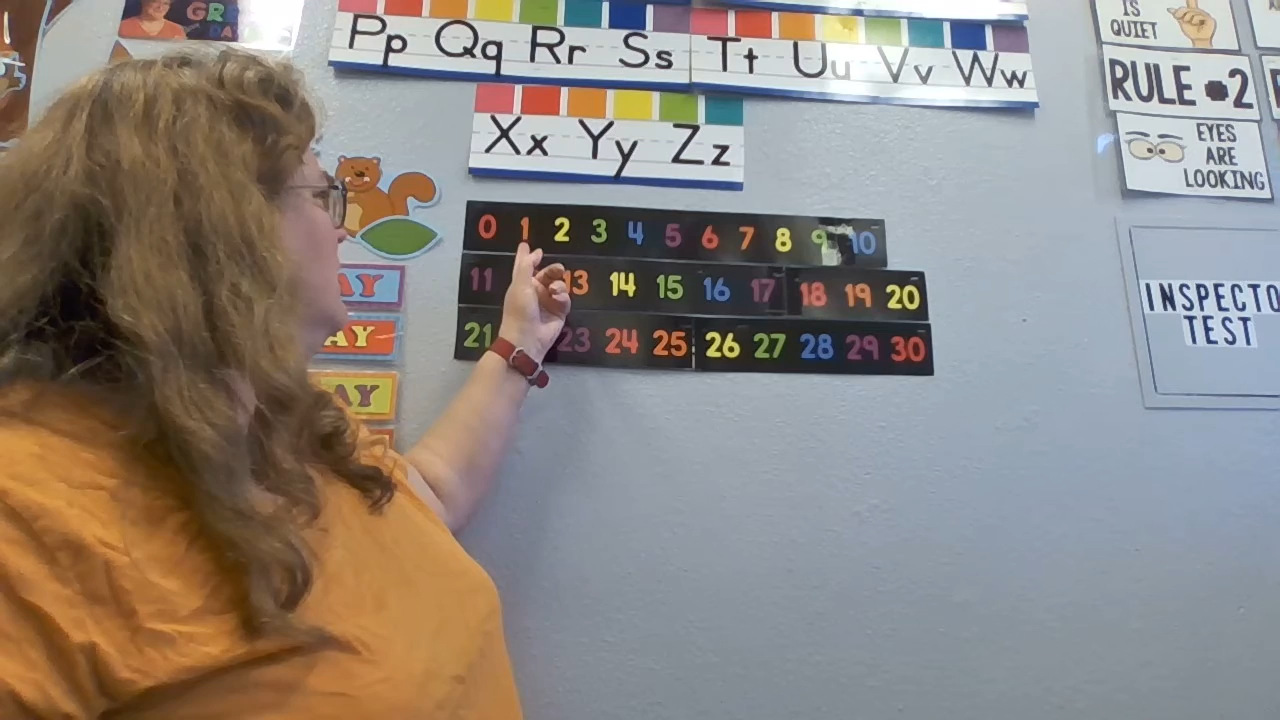 GR
Pp Qq Rr Ss Tt Uu Vv Ww
Xx Yy Zz
IS
QUIET
RULE #2
EYES
ARE
LOOKING
0 1 2 3 4 5 6 7 8 9 10
11 13 14 15 16 17 18 19 20
21 23 24 25 26 27 28 29 30
AY
AY
AY
INSPECTO
TEST